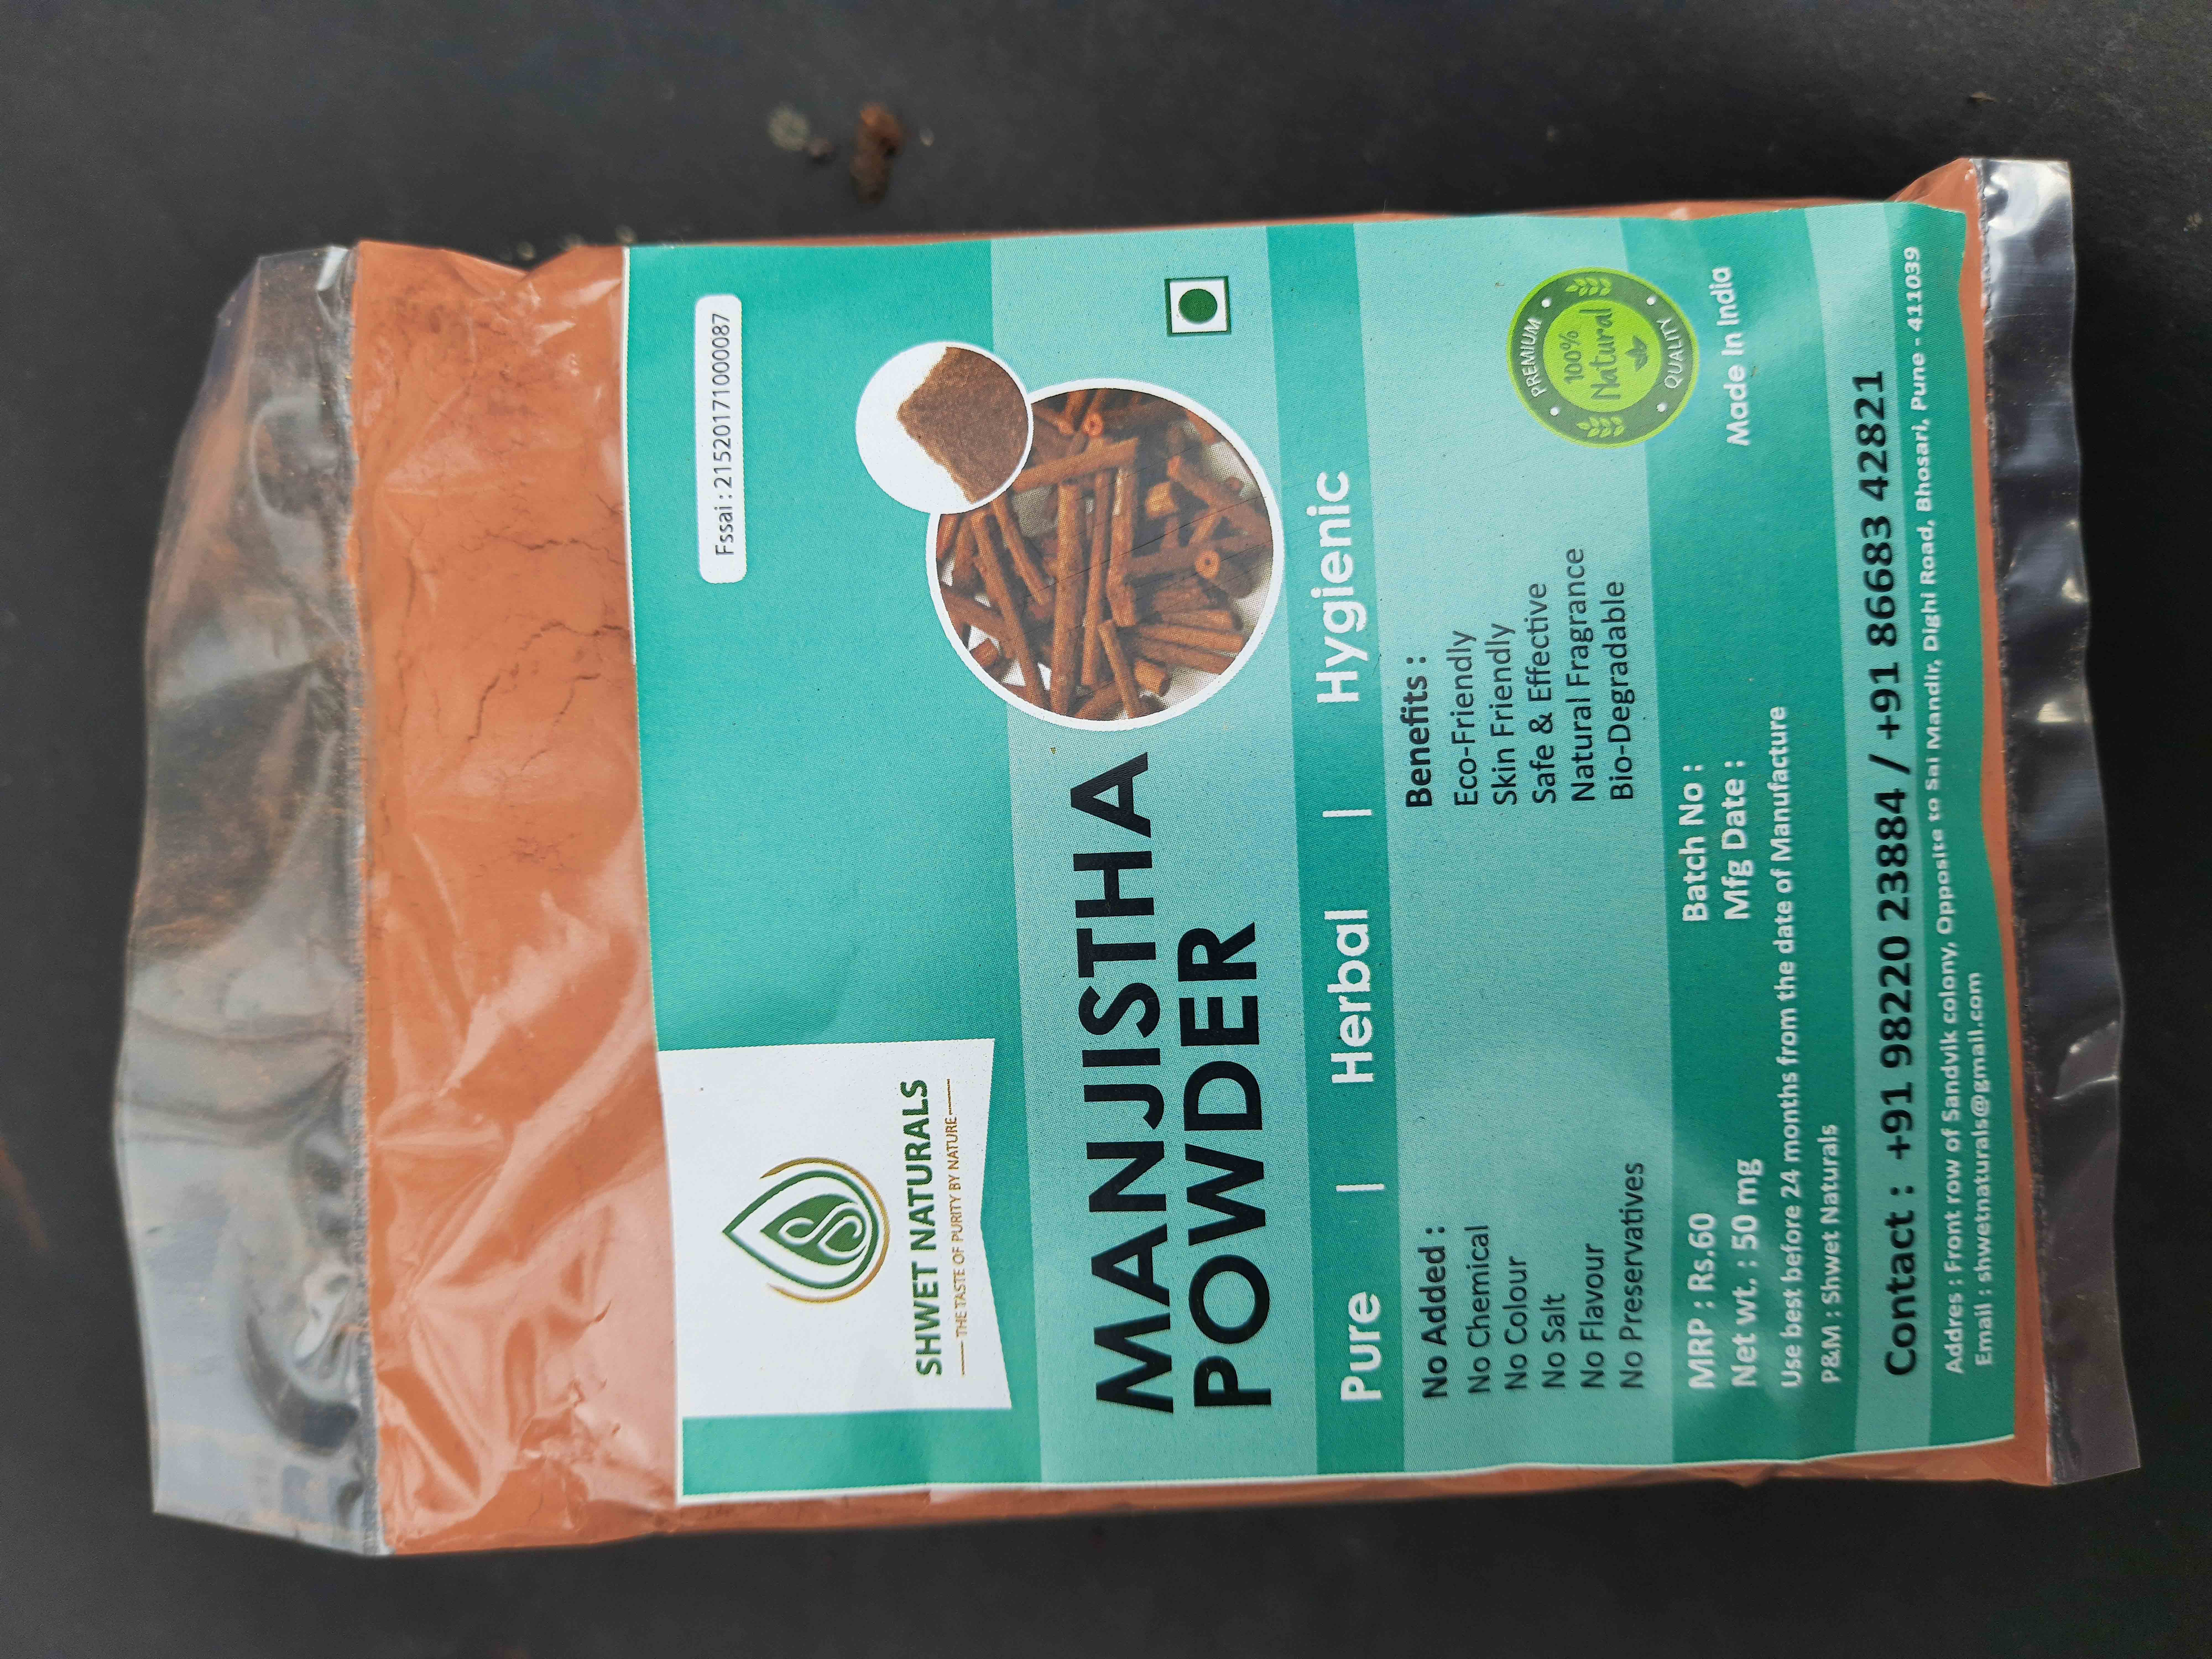 Fssai : 21520171000087
SHWET NATURALS
THE TASTE OF PURITY BY NATURE
MANJISTHA
POWDER
Pure | Herbal | Hygienic
No Added :
No Chemical
No Colour
No Salt
No Flavour
No Preservatives
Benefits :
Eco-Friendly
Skin Friendly
Safe & Effective
Natural Fragrance
Bio-Degradable
PREMIUM
100%
Natural
QUALITY
MRP : Rs.60
Net wt. : 50 mg
Batch No :
Mfg Date :
Made In India
Use best before 24 months from the date of Manufacture
P&M : Shwet Naturals
Contact : +91 98220 23884 / +91 86683 42821
Addres : Front row of Sandvik colony, Opposite to Sai Mandir, Dighi Road, Bhosari, Pune - 411039
Email : shwetnaturals@gmail.com